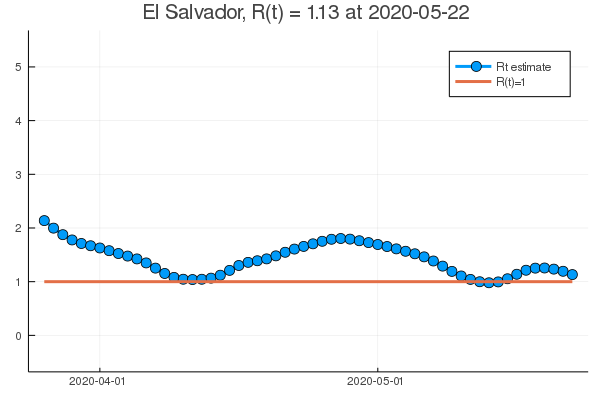 El Salvador, R(t) = 1.13 at 2020-05-22
5
4
3
2
1
0
Rt estimate
R(t)=1
2020-04-01
2020-05-01